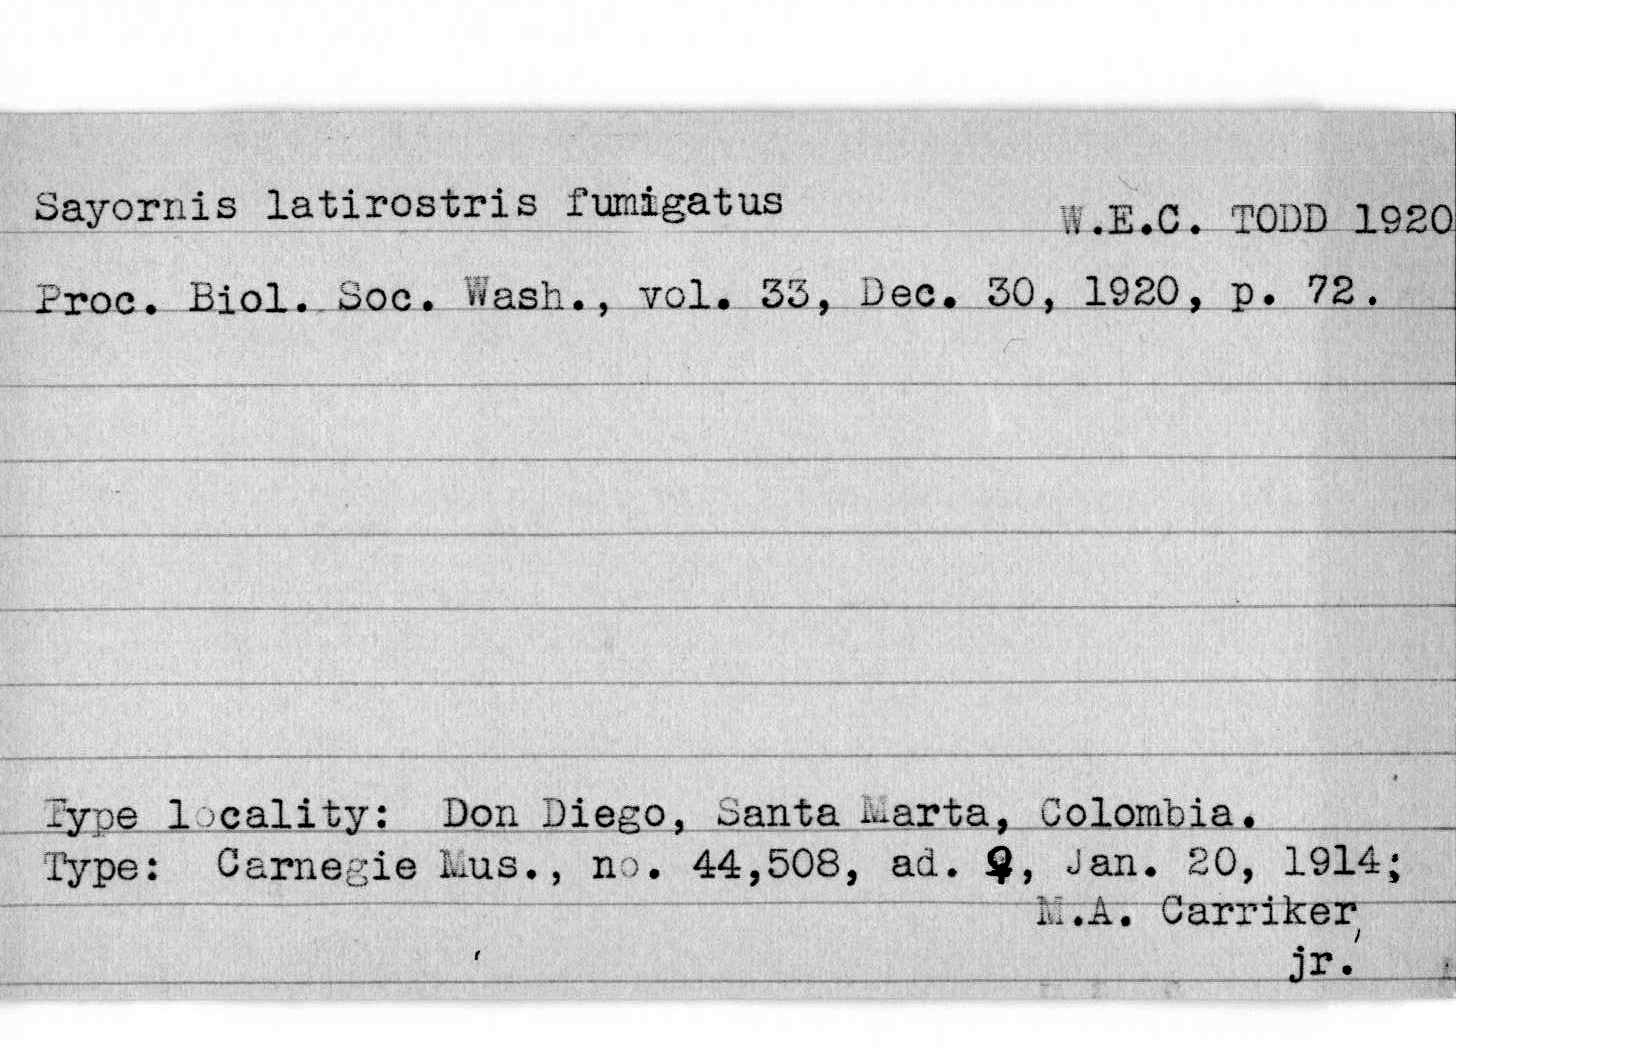 Sayornis latirostris fumigatus W.E.C. TODD 1920
Proc. Biol. Soc. Wash., vol. 33, Dec. 30, 1920, p. 72.
Type locality: Don Diego, Santa Marta, Colombia.
Type: Carnegie Mus., no. 44,508, ad. ♀, Jan. 20, 1914;
M.A. Carriker,
jr.